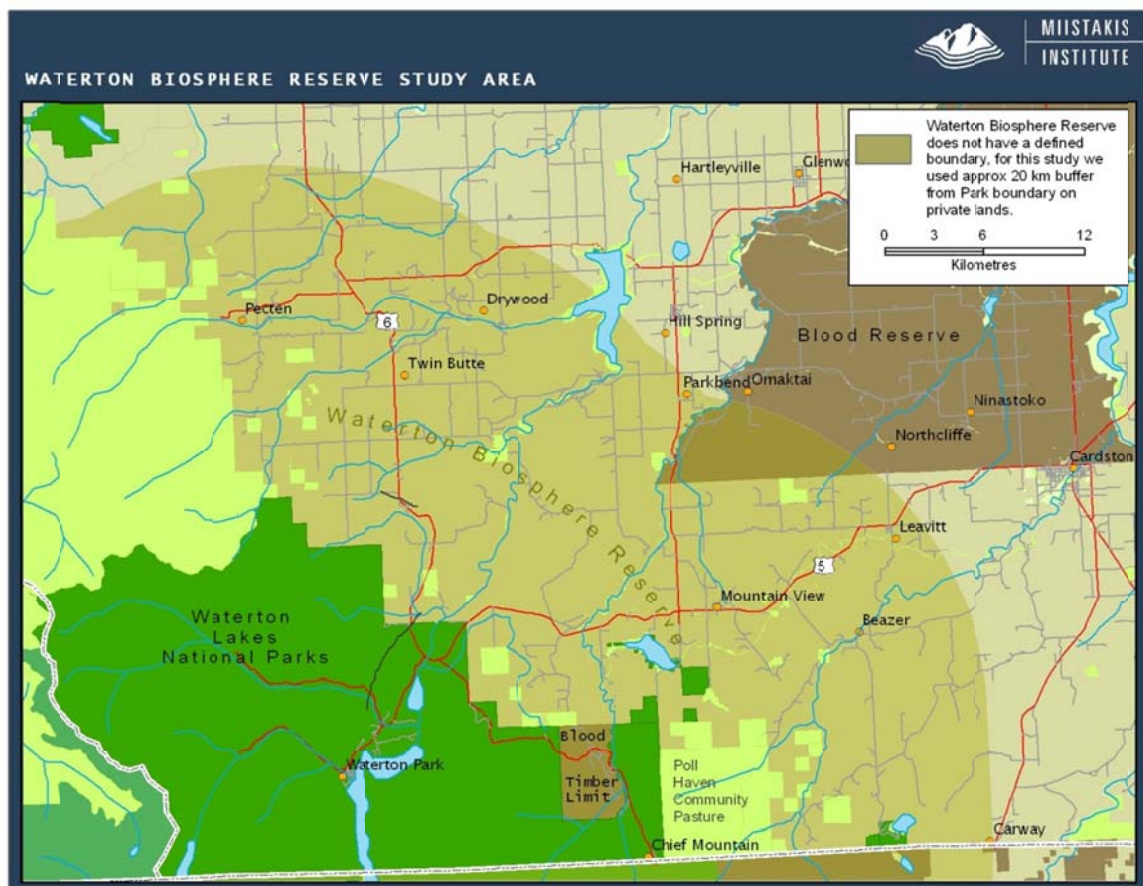 MIISTAKIS
INSTITUTE
WATERTON BIOSPHERE RESERVE STUDY AREA
Waterton Biosphere Reserve
does not have a defined
boundary, for this study we
used approx 20 km buffer
from Park boundary on
private lands.
0 3 6 12
Kilometres
Hartleyville
Glenwo
Pecten
6
Drywood
Hill Spring
Blood Reserve
Twin Butte
Parkbend
Omaktai
Ninastoko
Northcliffe
Cardston
Waterton Biosphere Reserve
Leavitt
5
Mountain View
Beazer
Waterton
Lakes
National Parks
Blood
Timber
Limit
Waterton Park
Poll
Haven
Community
Pasture
Chief Mountain
Carway